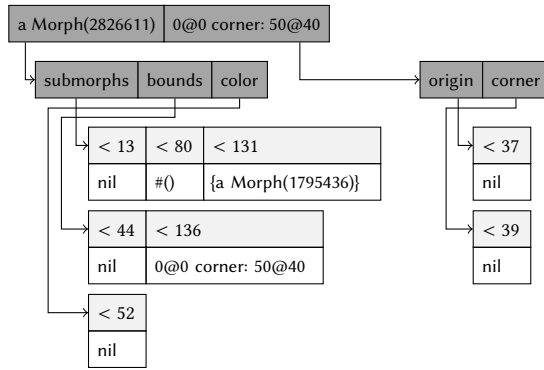 a Morph(2826611) 0@0 corner: 50@40
submorphs bounds color origin corner
< 13 < 80 < 131 < 37
nil #() {a Morph(1795436)} nil
< 44 < 136 < 39
nil 0@0 corner: 50@40 nil
< 52
nil